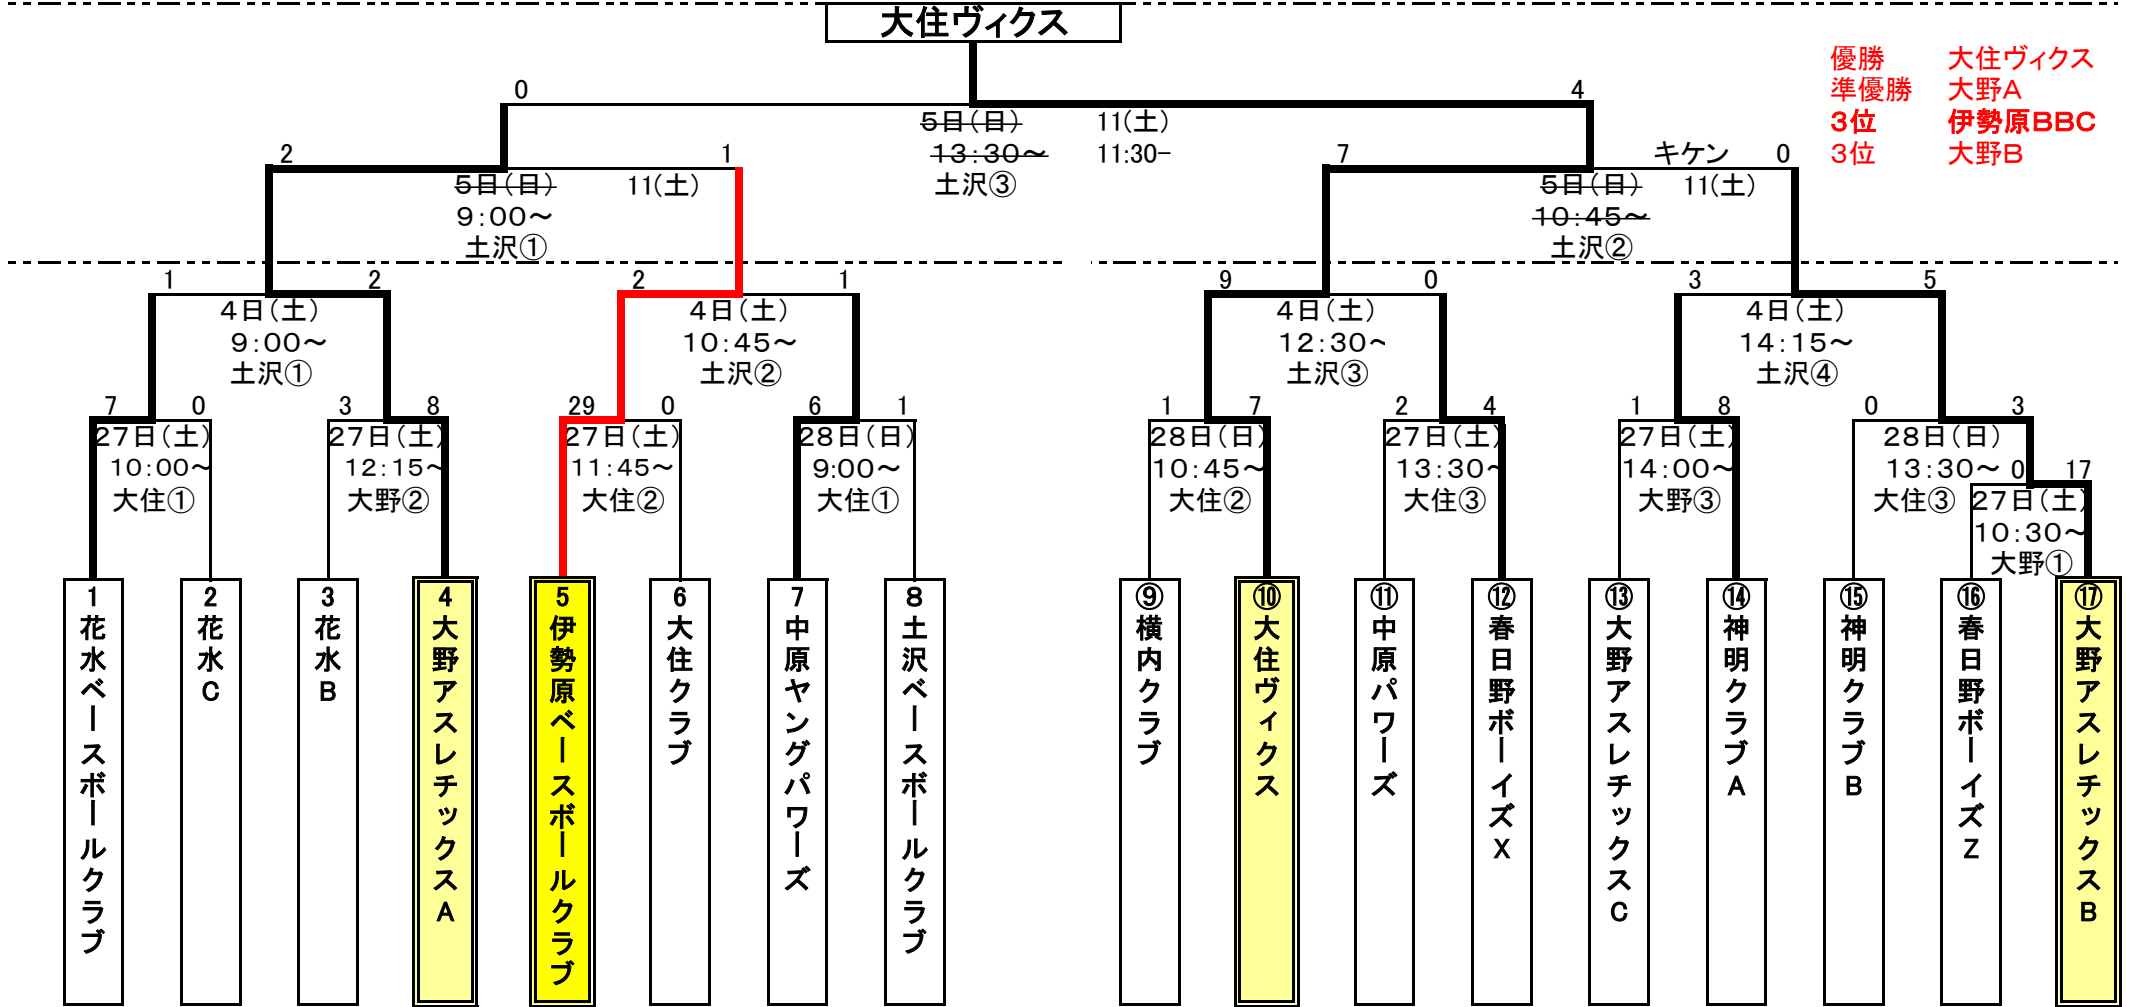 大住ヴィクス
優勝 大住ヴィクス
準優勝 大野A
3位 伊勢原BBC
3位 大野B
0 4
5日(日) 11(土)
13:30～ 11:30-
土沢③
2 1
5日(日) 11(土)
9:00～
土沢①
7 キケン 0
5日(日) 11(土)
10:45～
土沢②
1 2
4日(土)
9:00～
土沢①
2 1
4日(土)
10:45～
土沢②
9 0
4日(土)
12:30～
土沢③
3 5
4日(土)
14:15～
土沢④
7 0
27日(土)
10:00～
大住①
3 8
27日(土)
12:15～
大野②
29 0
27日(土)
11:45～
大住②
6 1
28日(日)
9:00～
大住①
1 7
28日(日)
10:45～
大住②
2 4
27日(土)
13:30～
大住③
1 8
27日(土)
14:00～
大野③
0 3
28日(日)
13:30～
大住③
0 17
27日(土)
10:30～
大野①
1花水ベースボールクラブ
2花水C
3花水B
4大野アスレチックスA
5伊勢原ベースボールクラブ
6大住クラブ
7中原ヤングパワーズ
8土沢ベースボールクラブ
⑨横内クラブ
⑩大住ヴィクス
⑪中原パワーズ
⑫春日野ボーイズX
⑬大野アスレチックスC
⑭神明クラブA
⑮神明クラブB
⑯春日野ボーイズZ
⑰大野アスレチックスB